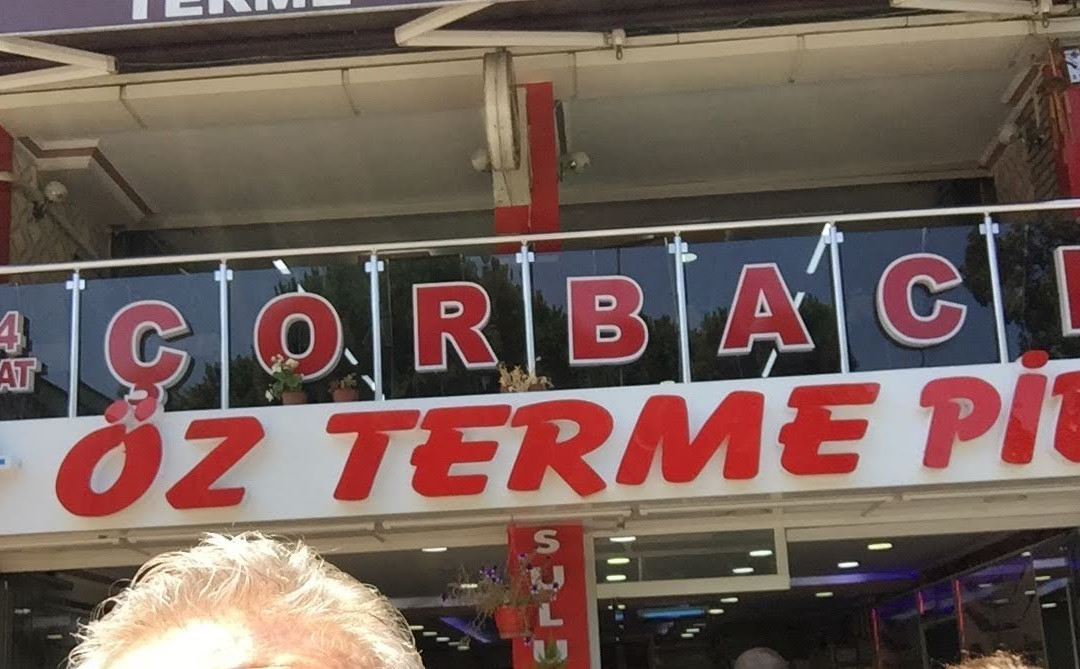 TERME
ÇORBAC
ÖZ TERME Pİ
SULU